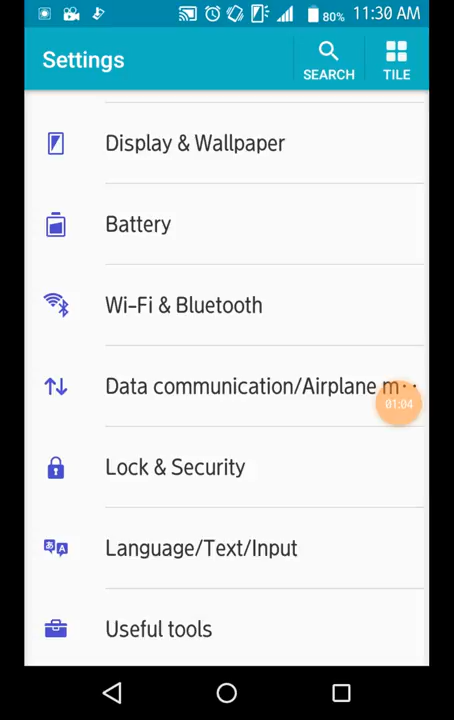 80% 11:30 AM
Settings
SEARCH
TILE
Display & Wallpaper
Battery
Wi-Fi & Bluetooth
Data communication/Airplane m··
01:04
Lock & Security
あ A
Language/Text/Input
Useful tools